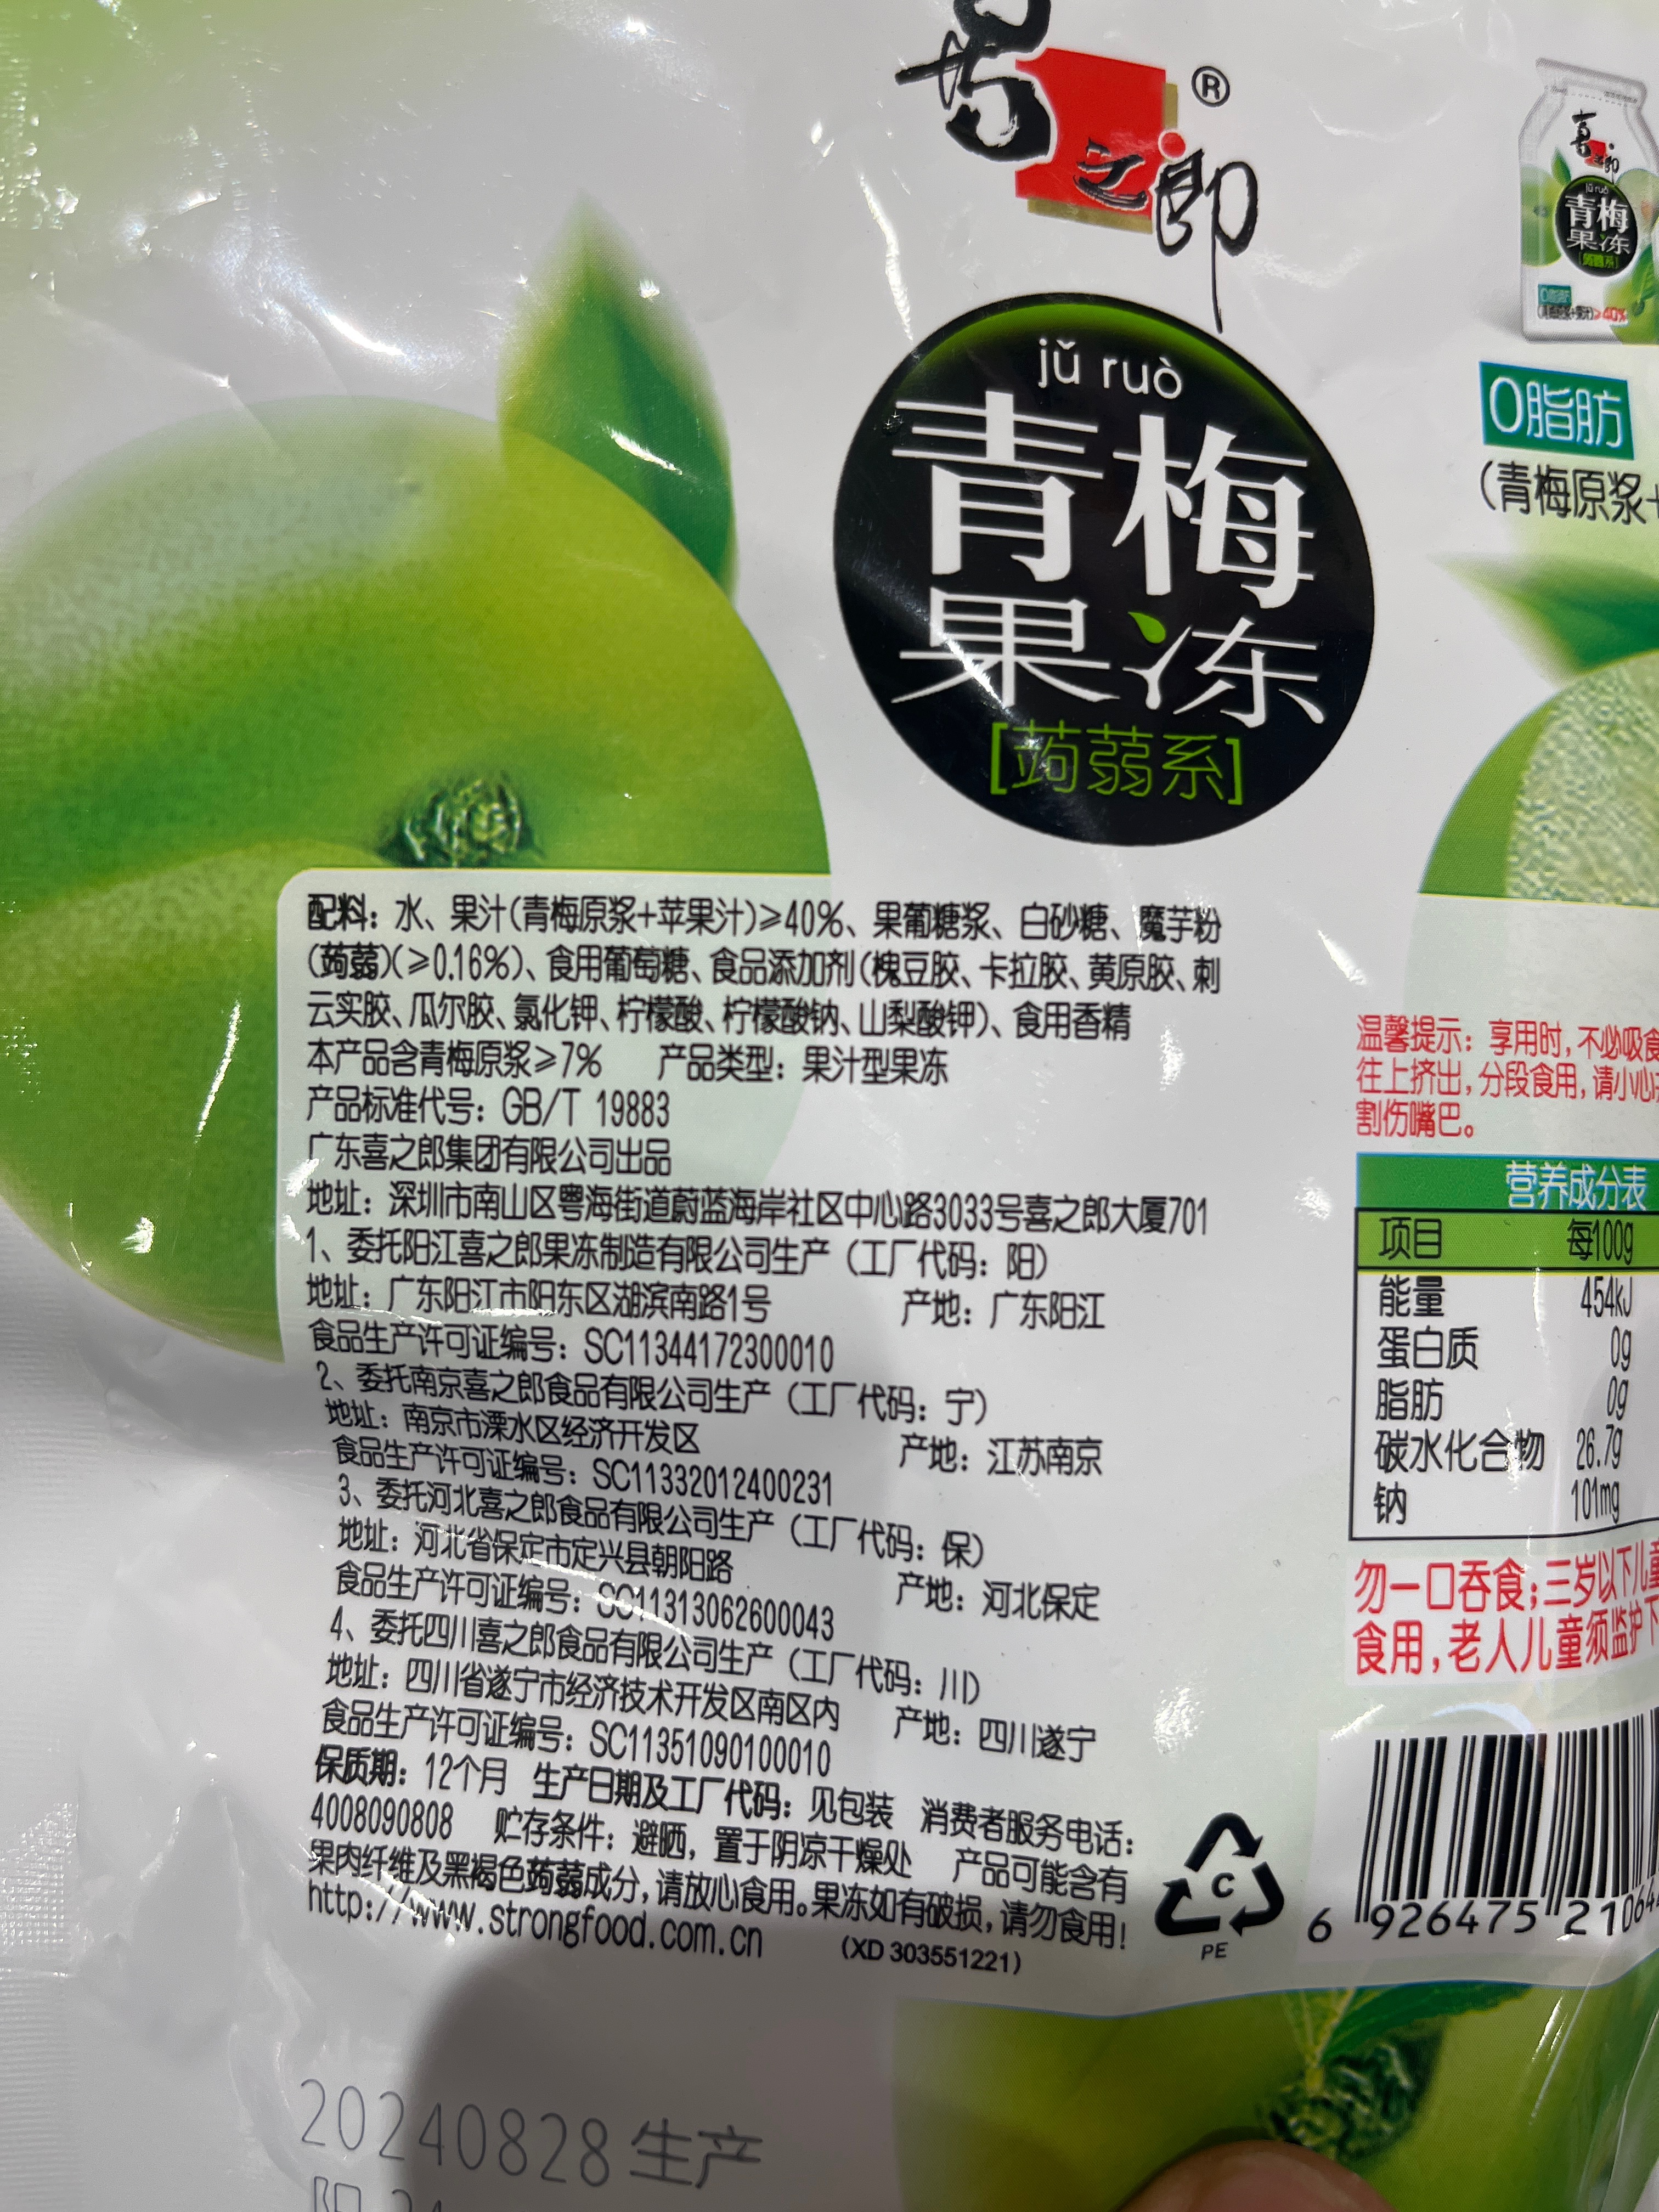 喜之郎®
jǔ ruò
青梅
果冻
[蒟蒻系]
喜之郎
jǔ ruò
青梅
果冻
[蒟蒻系]
0脂肪
0脂肪
(青梅原浆+
配料：水、果汁(青梅原浆+苹果汁)≥40%、果葡糖浆、白砂糖、魔芋粉
(蒟蒻)(≥0.16%)、食用葡萄糖、食品添加剂(槐豆胶、卡拉胶、黄原胶、刺
云实胶、瓜尔胶、氯化钾、柠檬酸、柠檬酸钠、山梨酸钾)、食用香精
本产品含青梅原浆≥7% 产品类型：果汁型果冻
产品标准代号：GB/T 19883
广东喜之郎集团有限公司出品
地址：深圳市南山区粤海街道蔚蓝海岸社区中心路3033号喜之郎大厦701
1、委托阳江喜之郎果冻制造有限公司生产（工厂代码：阳）
地址：广东阳江市阳东区湖滨南路1号 产地：广东阳江
食品生产许可证编号：SC11344172300010
2、委托南京喜之郎食品有限公司生产（工厂代码：宁）
地址：南京市溧水区经济开发区 产地：江苏南京
食品生产许可证编号：SC11332012400231
3、委托河北喜之郎食品有限公司生产（工厂代码：保）
地址：河北省保定市定兴县朝阳路 产地：河北保定
食品生产许可证编号：SC11313062600043
4、委托四川喜之郎食品有限公司生产（工厂代码：川）
地址：四川省遂宁市经济技术开发区南区内 产地：四川遂宁
食品生产许可证编号：SC11351090100010
保质期：12个月 生产日期及工厂代码：见包装 消费者服务电话：
4008090808 贮存条件：避晒，置于阴凉干燥处 产品可能含有
果肉纤维及黑褐色蒟蒻成分，请放心食用。果冻如有破损，请勿食用！
http://www.strongfood.com.cn (XD 303551221)
C
PE
温馨提示：享用时，不必吸食
往上挤出，分段食用，请小心
割伤嘴巴。
营养成分表
项目 每100g
能量 454kJ
蛋白质 0g
脂肪 0g
碳水化合物 26.7g
钠 101mg
勿一口吞食；三岁以下儿童
食用，老人儿童须监护下
6 926475 21064
20240828生产